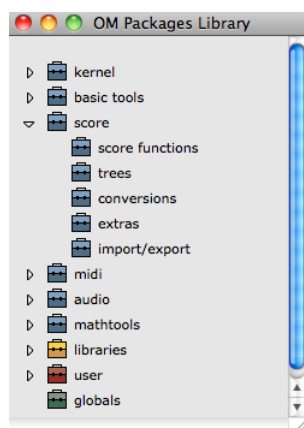 OM Packages Library
kernel
basic tools
score
score functions
trees
conversions
extras
import/export
midi
audio
mathtools
libraries
user
globals